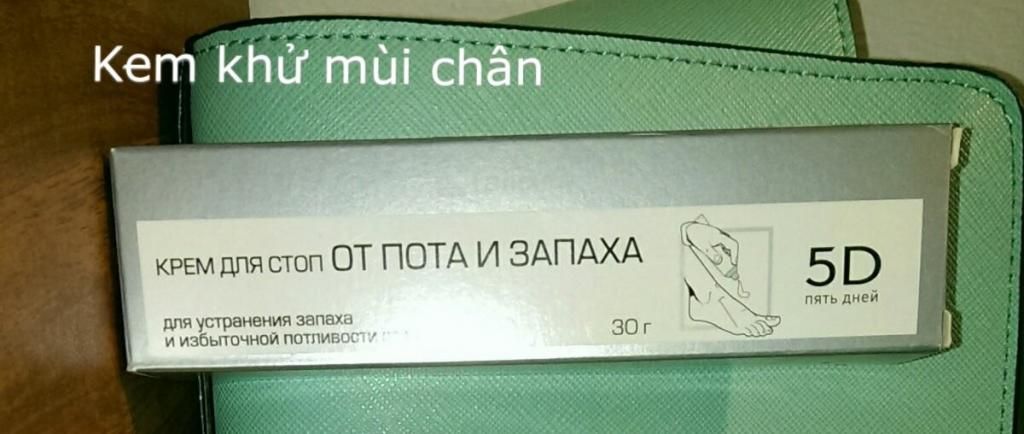 Kem khử mùi chân
КРЕМ ДЛЯ СТОП ОТ ПОТА И ЗАПАХА
5D
пять дней
для устранения запаха
и избыточной потливости
30 г